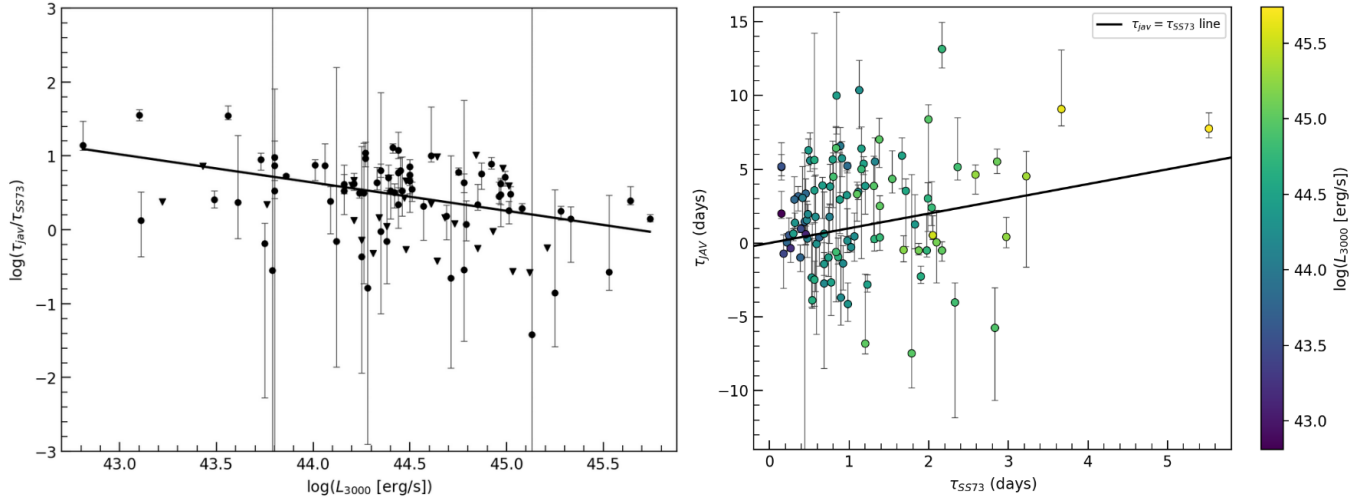 3
2
1
0
−1
−2
−3
log(τjav/τSS73)
43.0 43.5 44.0 44.5 45.0 45.5
log(L3000 [erg/s])
15
10
5
0
−5
−10
τJAV (days)
τjav = τSS73 line
0 1 2 3 4 5
τSS73 (days)
45.5
45.0
44.5
44.0
43.5
43.0
log(L3000 [erg/s])